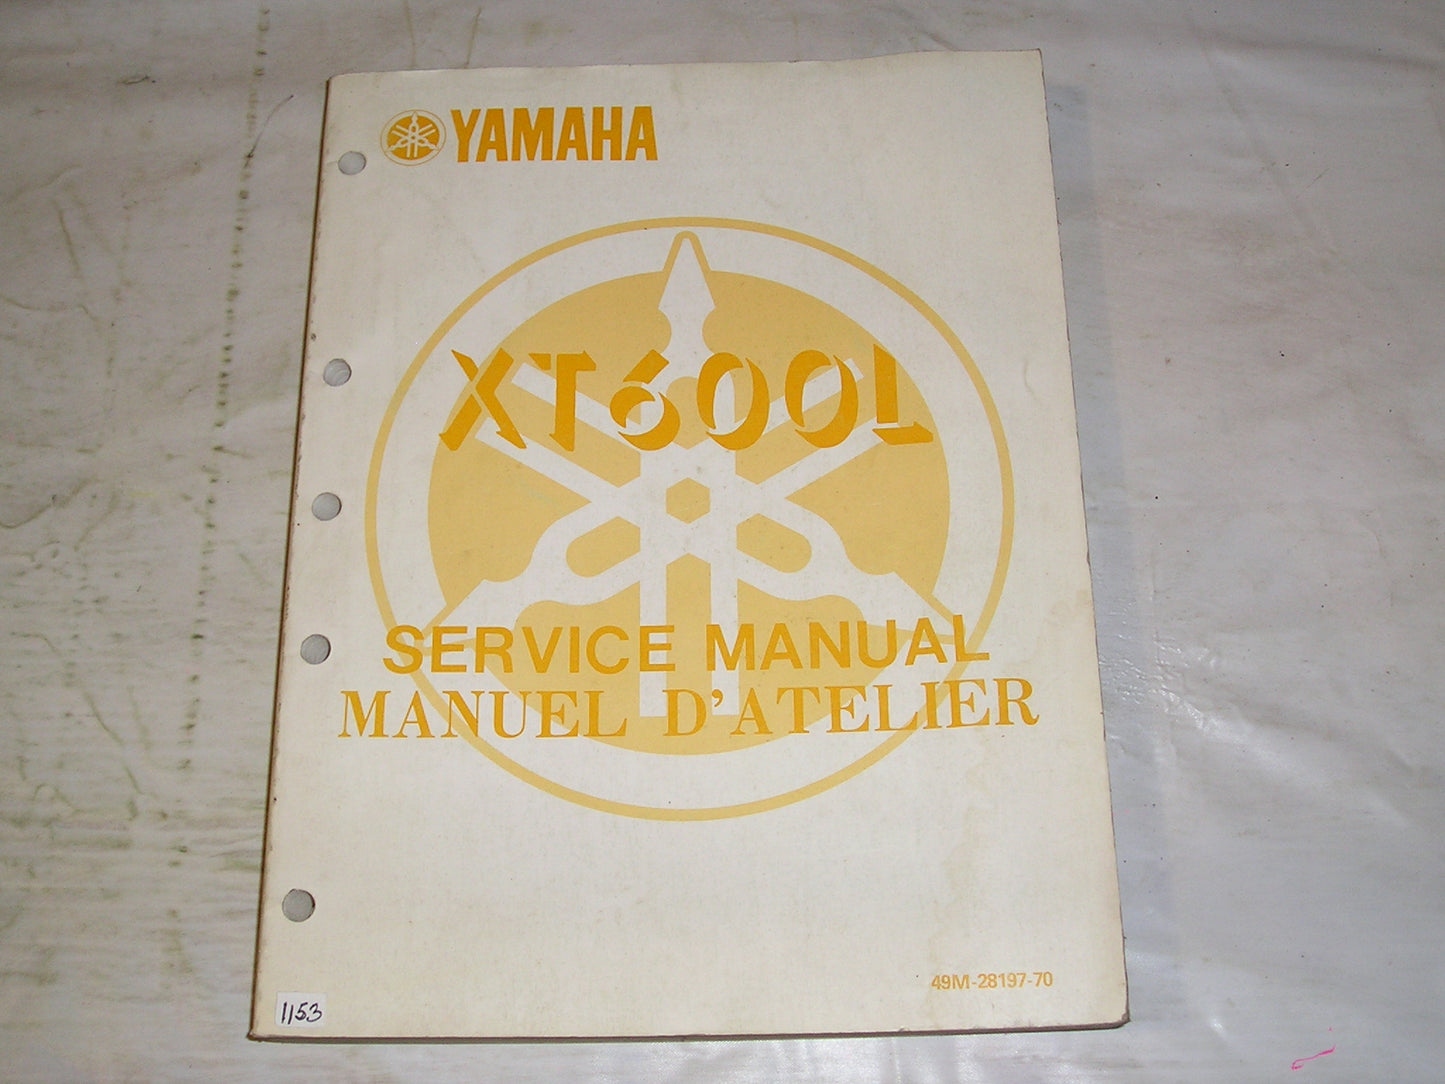 YAMAHA
XT600L
SERVICE MANUAL
MANUEL D'ATELIER
49M-28197-70
1153